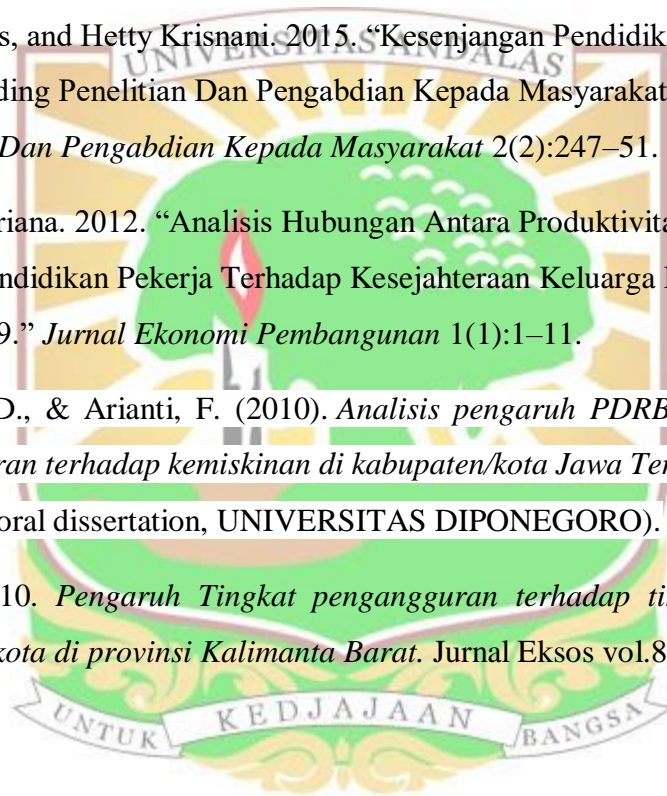 s, and Hetty Krisnani. 2015. “Kesenjangan Pendidik
UNIVERSITAS ANDALAS
ding Penelitian Dan Pengabdian Kepada Masyarakat
Dan Pengabdian Kepada Masyarakat 2(2):247–51.
riana. 2012. “Analisis Hubungan Antara Produktivita
ndidikan Pekerja Terhadap Kesejahteraan Keluarga
9.” Jurnal Ekonomi Pembangunan 1(1):1–11.
D., & Arianti, F. (2010). Analisis pengaruh PDRB
ran terhadap kemiskinan di kabupaten/kota Jawa Ten
oral dissertation, UNIVERSITAS DIPONEGORO).
10. Pengaruh Tingkat pengangguran terhadap ti
kota di provinsi Kalimanta Barat. Jurnal Eksos vol.8
UNTUK KEDJAJAAN BANGSA